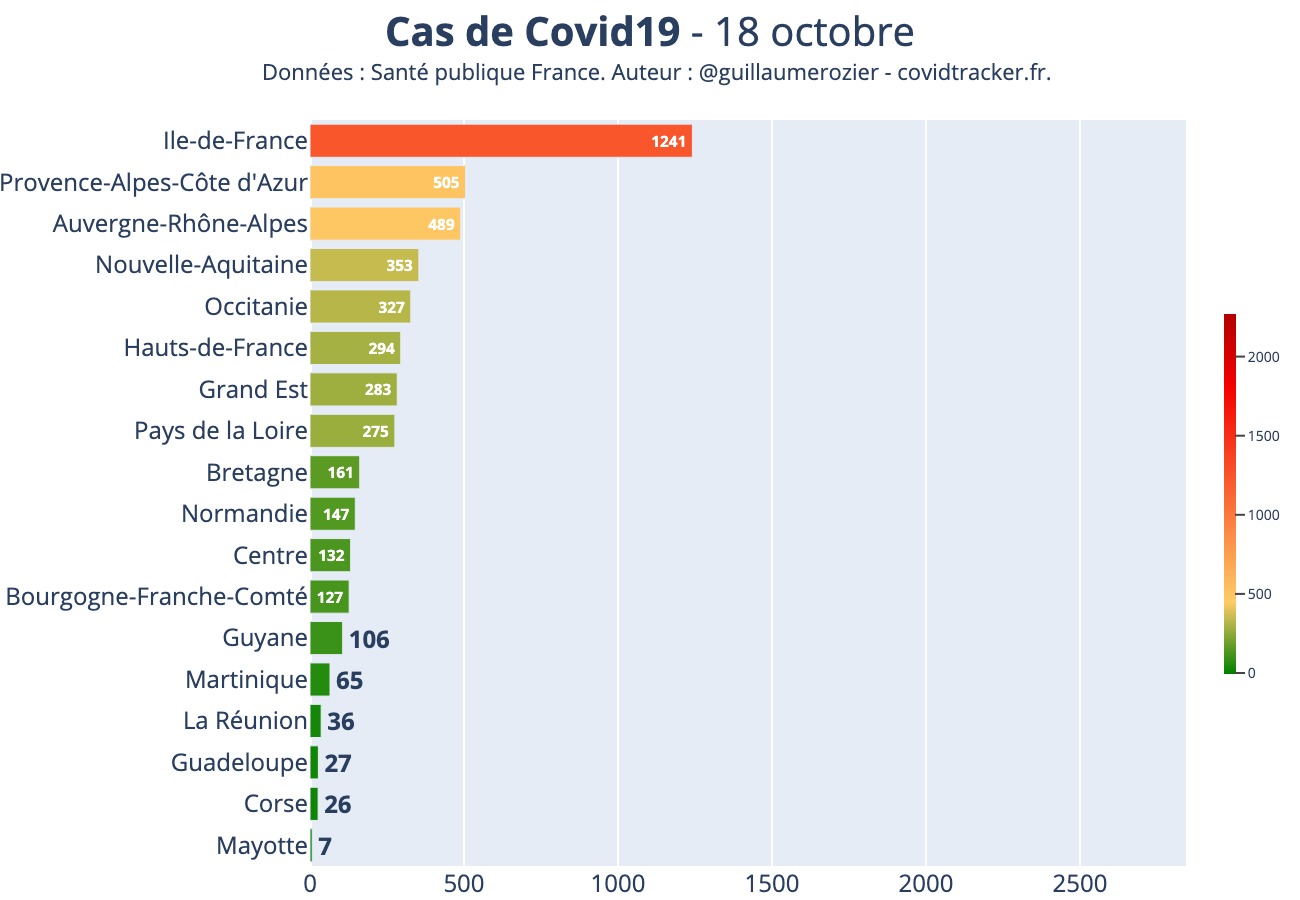 Cas de Covid19 - 18 octobre
Données : Santé publique France. Auteur : @guillaumerozier - covidtracker.fr.
Ile-de-France 1241
Provence-Alpes-Côte d'Azur 505
Auvergne-Rhône-Alpes 489
Nouvelle-Aquitaine 353
Occitanie 327
Hauts-de-France 294
Grand Est 283
Pays de la Loire 275
Bretagne 161
Normandie 147
Centre 132
Bourgogne-Franche-Comté 127
Guyane 106
Martinique 65
La Réunion 36
Guadeloupe 27
Corse 26
Mayotte 7
0 500 1000 1500 2000 2500
2000
1500
1000
500
0